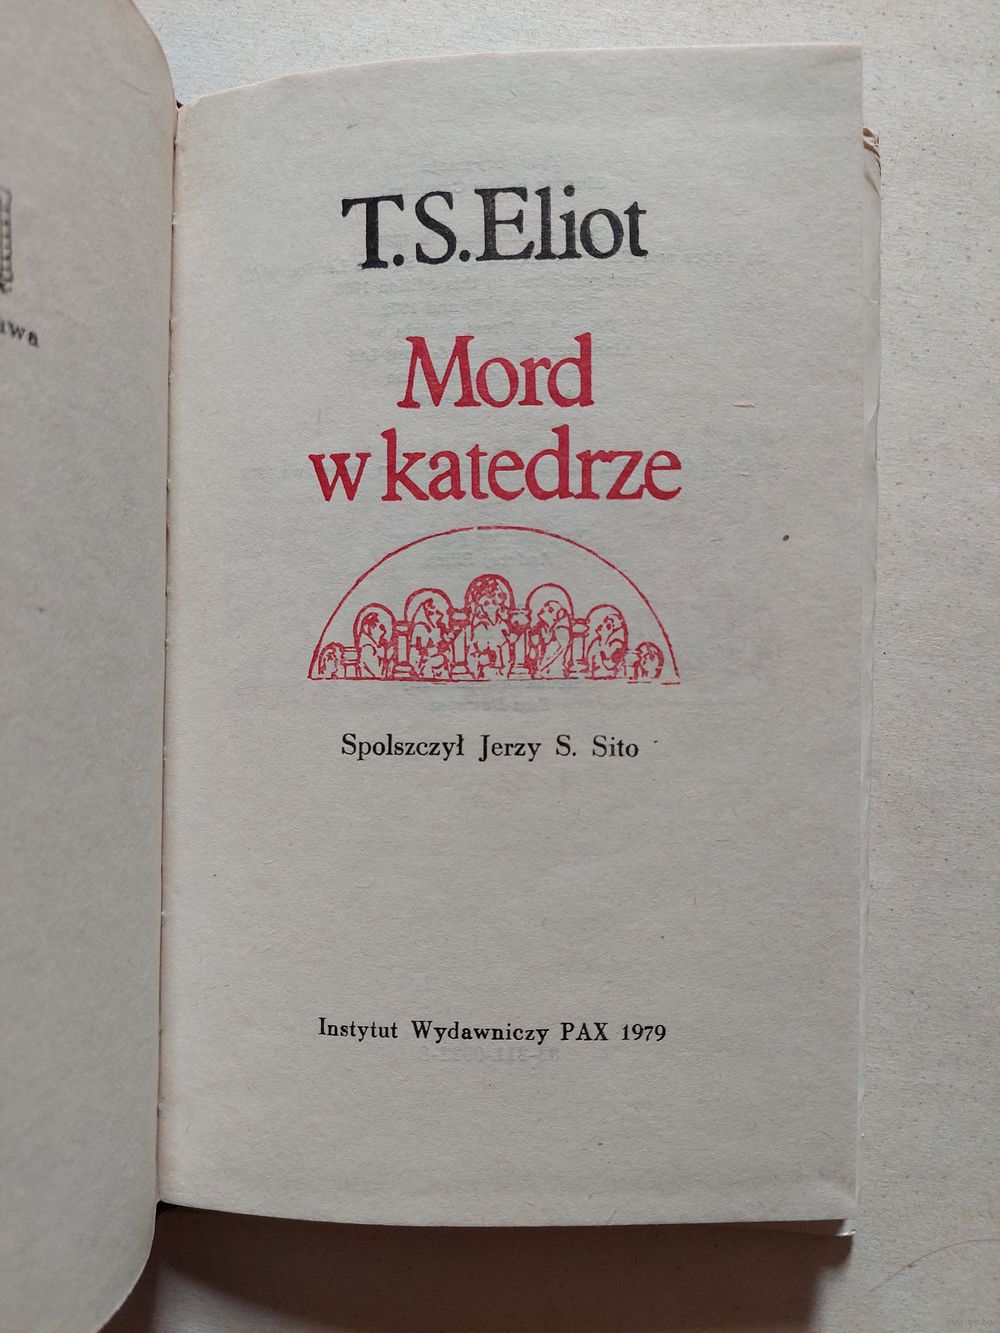 T.S.Eliot
Mord
w katedrze
Spolszczył Jerzy S. Sito
Instytut Wydawniczy PAX 1979